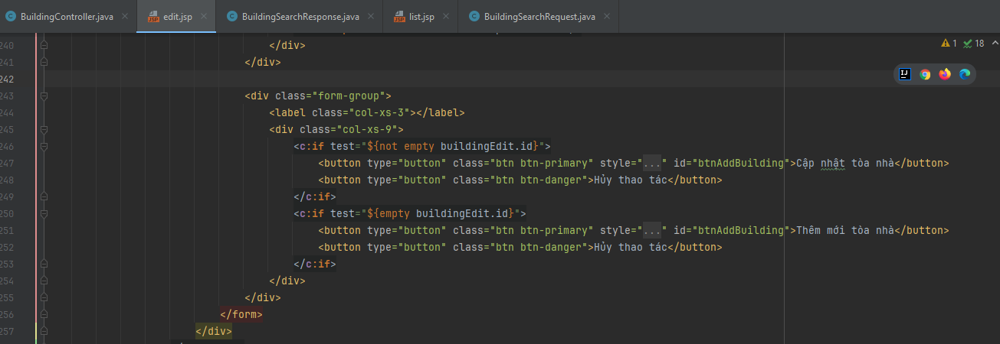 BuildingController.java × edit.jsp × BuildingSearchResponse.java × list.jsp × BuildingSearchRequest.java ×
240 </div>
241 </div>
1 18
242
243 <div class="form-group">
244 <label class="col-xs-3"></label>
245 <div class="col-xs-9">
246 <c:if test="${not empty buildingEdit.id}">
247 <button type="button" class="btn btn-primary" style="..." id="btnAddBuilding">Cập nhật tòa nhà</button>
248 <button type="button" class="btn btn-danger">Hủy thao tác</button>
249 </c:if>
250 <c:if test="${empty buildingEdit.id}">
251 <button type="button" class="btn btn-primary" style="..." id="btnAddBuilding">Thêm mới tòa nhà</button>
252 <button type="button" class="btn btn-danger">Hủy thao tác</button>
253 </c:if>
254 </div>
255 </div>
256 </form>
257 </div>